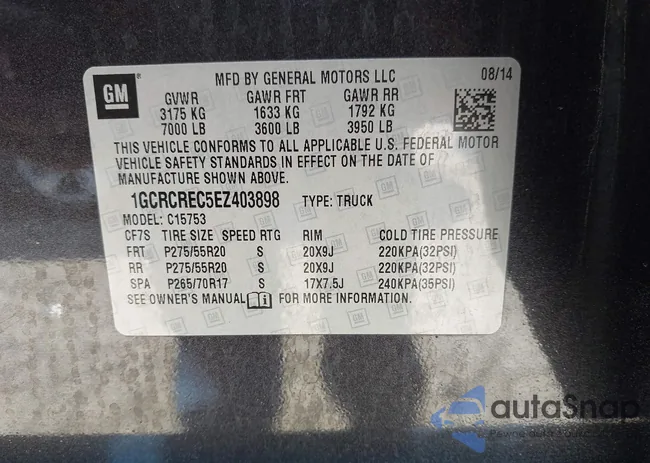 GM
MFD BY GENERAL MOTORS LLC
08/14
GVWR GAWR FRT GAWR RR
3175 KG 1633 KG 1792 KG
7000 LB 3600 LB 3950 LB
THIS VEHICLE CONFORMS TO ALL APPLICABLE U.S. FEDERAL MOTOR
VEHICLE SAFETY STANDARDS IN EFFECT ON THE DATE OF
MANUFACTURE SHOWN ABOVE.
1GCRCREC5EZ403898 TYPE: TRUCK
MODEL: C15753
CF7S TIRE SIZE SPEED RTG RIM COLD TIRE PRESSURE
FRT P275/55R20 S 20X9J 220KPA(32PSI)
RR P275/55R20 S 20X9J 220KPA(32PSI)
SPA P265/70R17 S 17X7.5J 240KPA(35PSI)
SEE OWNER'S MANUAL FOR MORE INFORMATION.
autoSnap